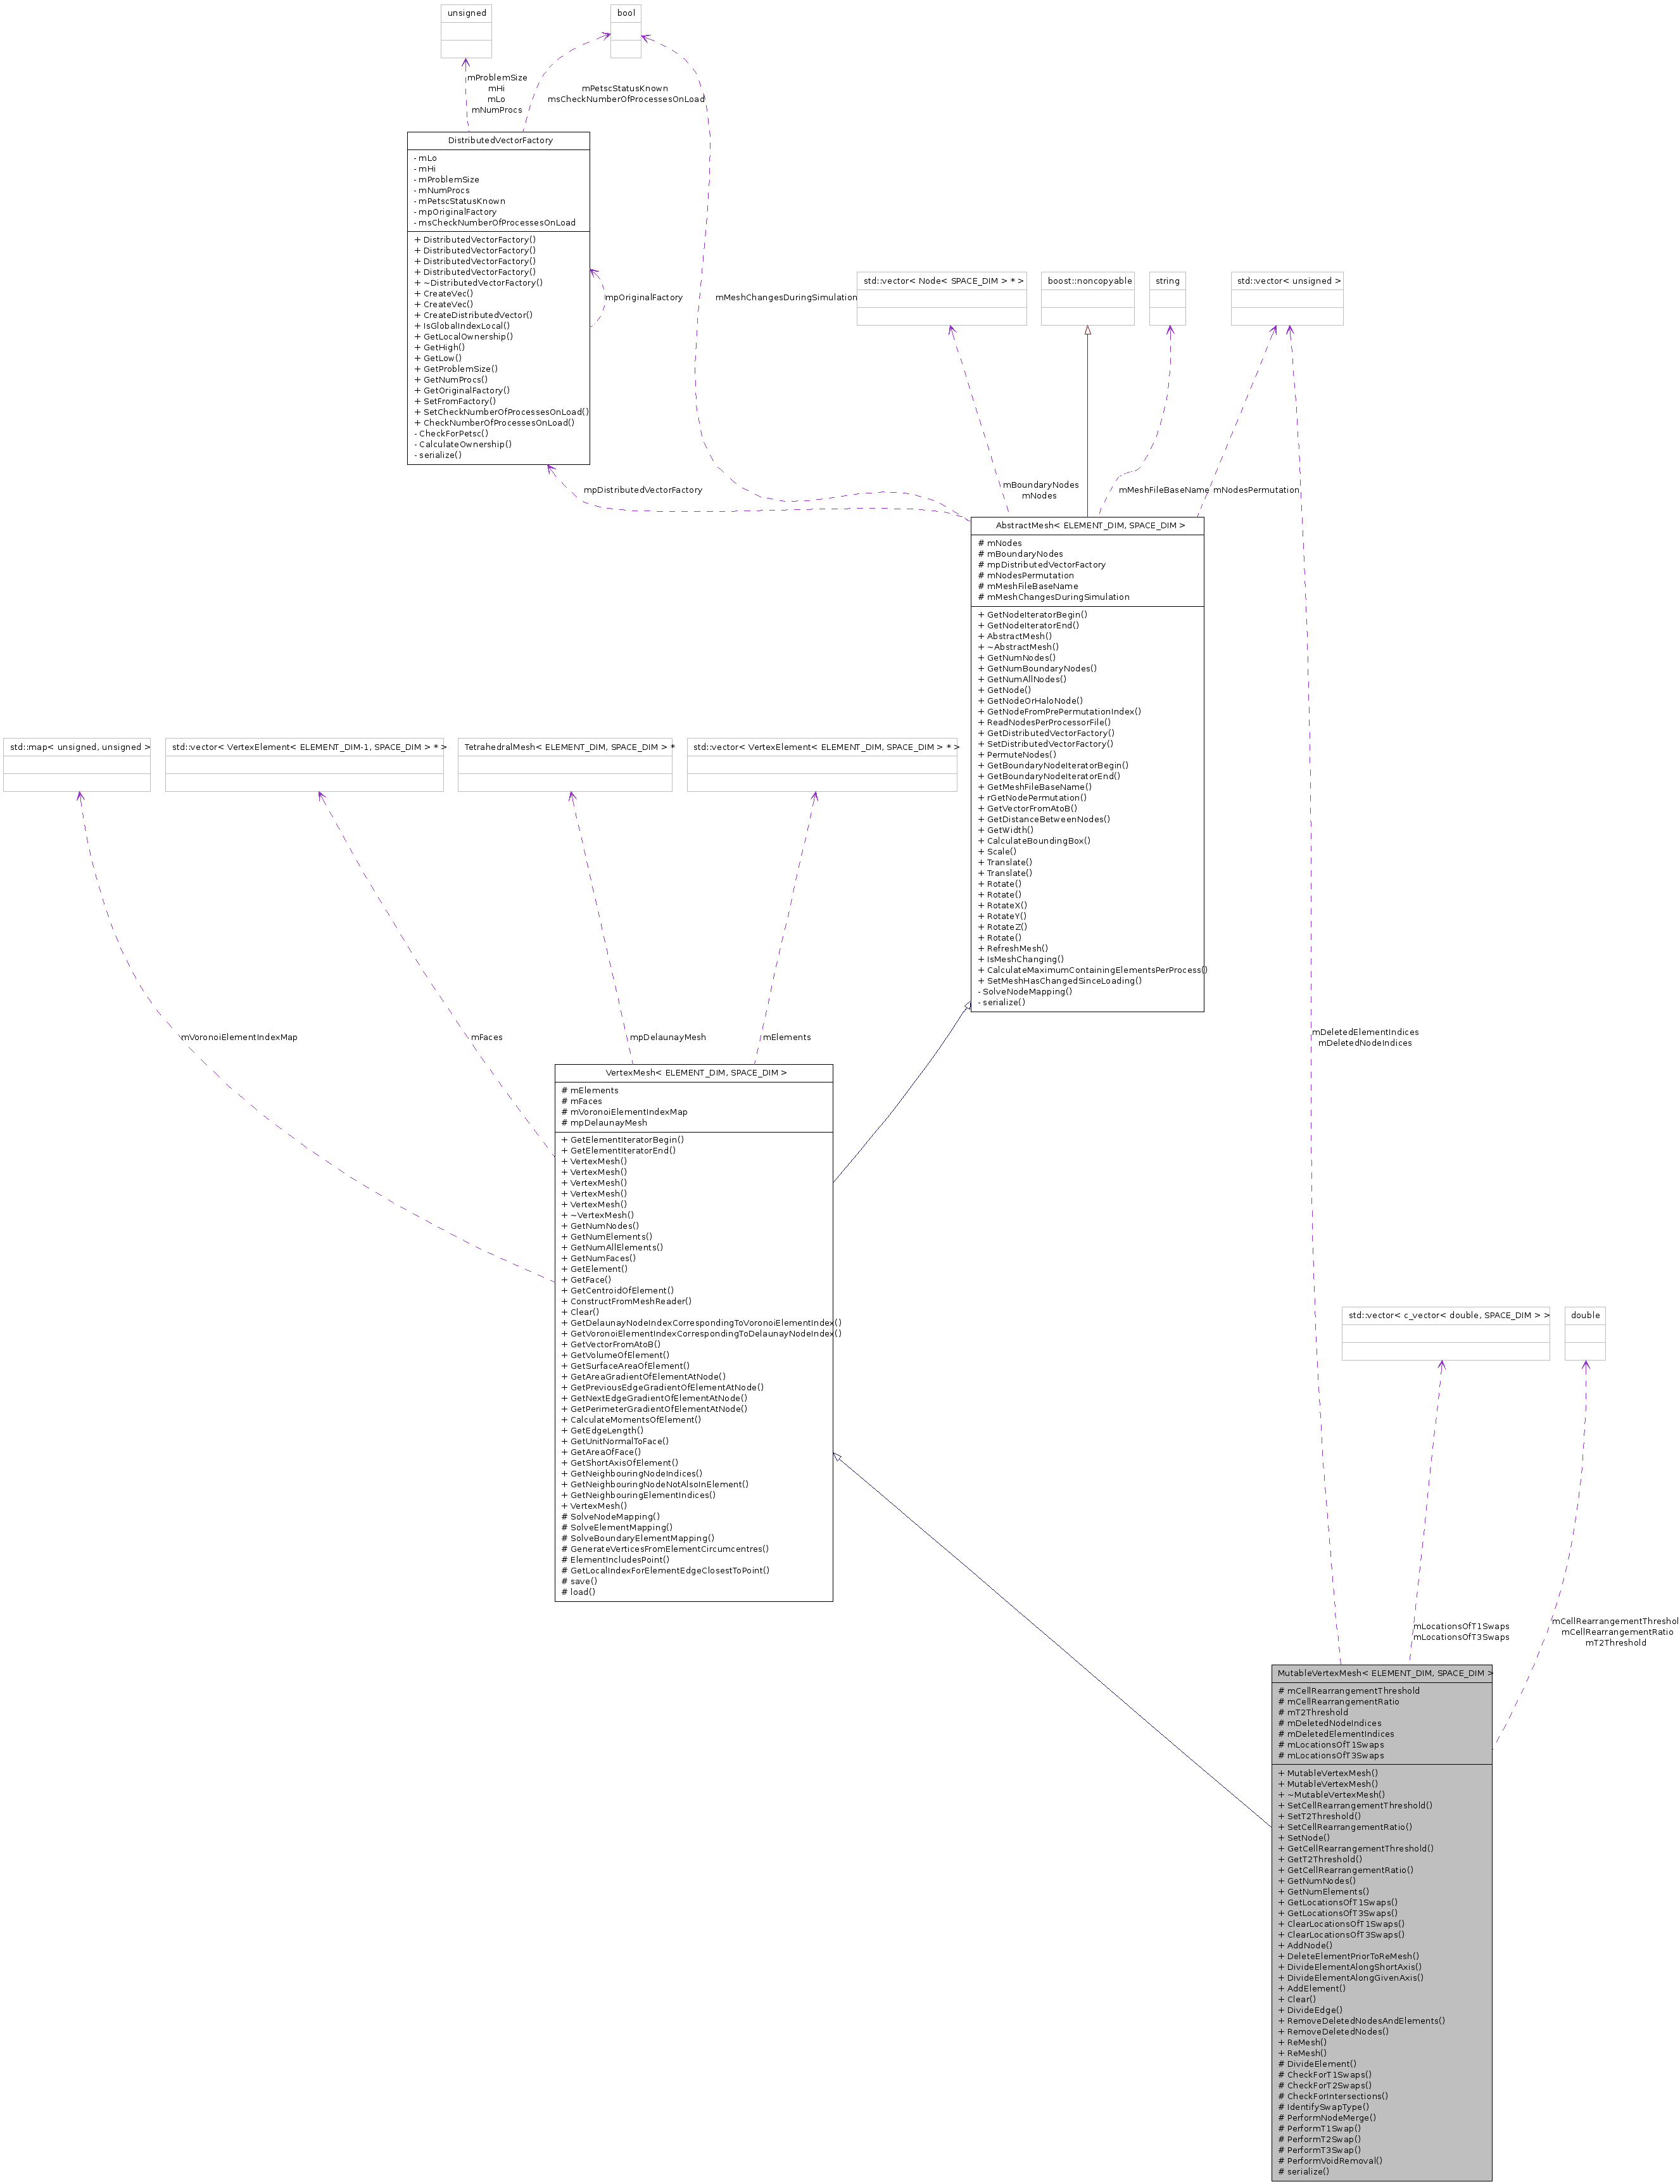 unsigned
bool
mProblemSize
mHi
mLo
mNumProcs
mPetscStatusKnown
msCheckNumberOfProcessesOnLoad
DistributedVectorFactory
- mLo
- mHi
- mProblemSize
- mNumProcs
- mPetscStatusKnown
- mpOriginalFactory
- msCheckNumberOfProcessesOnLoad
+ DistributedVectorFactory()
+ DistributedVectorFactory()
+ DistributedVectorFactory()
+ DistributedVectorFactory()
+ ~DistributedVectorFactory()
+ CreateVec()
+ CreateVec()
+ CreateDistributedVector()
+ IsGlobalIndexLocal()
+ GetLocalOwnership()
+ GetHigh()
+ GetLow()
+ GetProblemSize()
+ GetNumProcs()
+ GetOriginalFactory()
+ SetFromFactory()
+ SetCheckNumberOfProcessesOnLoad()
+ CheckNumberOfProcessesOnLoad()
- CheckForPetsc()
- CalculateOwnership()
- serialize()
mpOriginalFactory
mMeshChangesDuringSimulation
std::vector< Node< SPACE_DIM > * >
boost::noncopyable
string
std::vector< unsigned >
mpDistributedVectorFactory
mBoundaryNodes
mNodes
mMeshFileBaseName
mNodesPermutation
AbstractMesh< ELEMENT_DIM, SPACE_DIM >
# mNodes
# mBoundaryNodes
# mpDistributedVectorFactory
# mNodesPermutation
# mMeshFileBaseName
# mMeshChangesDuringSimulation
+ GetNodeIteratorBegin()
+ GetNodeIteratorEnd()
+ AbstractMesh()
+ ~AbstractMesh()
+ GetNumNodes()
+ GetNumBoundaryNodes()
+ GetNumAllNodes()
+ GetNode()
+ GetNodeOrHaloNode()
+ GetNodeFromPrePermutationIndex()
+ ReadNodesPerProcessorFile()
+ GetDistributedVectorFactory()
+ SetDistributedVectorFactory()
+ PermuteNodes()
+ GetBoundaryNodeIteratorBegin()
+ GetBoundaryNodeIteratorEnd()
+ GetMeshFileBaseName()
+ rGetNodePermutation()
+ GetVectorFromAtoB()
+ GetDistanceBetweenNodes()
+ GetWidth()
+ CalculateBoundingBox()
+ Scale()
+ Translate()
+ Translate()
+ Rotate()
+ Rotate()
+ RotateX()
+ RotateY()
+ RotateZ()
+ Rotate()
+ RefreshMesh()
+ IsMeshChanging()
+ CalculateMaximumContainingElementsPerProcess()
+ SetMeshHasChangedSinceLoading()
- SolveNodeMapping()
- serialize()
std::map< unsigned, unsigned >
std::vector< VertexElement< ELEMENT_DIM-1, SPACE_DIM > * >
TetrahedralMesh< ELEMENT_DIM, SPACE_DIM > *
std::vector< VertexElement< ELEMENT_DIM, SPACE_DIM > * >
mVoronoiElementIndexMap
mFaces
mpDelaunayMesh
mElements
mDeletedElementIndices
mDeletedNodeIndices
VertexMesh< ELEMENT_DIM, SPACE_DIM >
# mElements
# mFaces
# mVoronoiElementIndexMap
# mpDelaunayMesh
+ GetElementIteratorBegin()
+ GetElementIteratorEnd()
+ VertexMesh()
+ VertexMesh()
+ VertexMesh()
+ VertexMesh()
+ VertexMesh()
+ ~VertexMesh()
+ GetNumNodes()
+ GetNumElements()
+ GetNumAllElements()
+ GetNumFaces()
+ GetElement()
+ GetFace()
+ GetCentroidOfElement()
+ ConstructFromMeshReader()
+ Clear()
+ GetDelaunayNodeIndexCorrespondingToVoronoiElementIndex()
+ GetVoronoiElementIndexCorrespondingToDelaunayNodeIndex()
+ GetVectorFromAtoB()
+ GetVolumeOfElement()
+ GetSurfaceAreaOfElement()
+ GetAreaGradientOfElementAtNode()
+ GetPreviousEdgeGradientOfElementAtNode()
+ GetNextEdgeGradientOfElementAtNode()
+ GetPerimeterGradientOfElementAtNode()
+ CalculateMomentsOfElement()
+ GetEdgeLength()
+ GetUnitNormalToFace()
+ GetAreaOfFace()
+ GetShortAxisOfElement()
+ GetNeighbouringNodeIndices()
+ GetNeighbouringNodeNotAlsoInElement()
+ GetNeighbouringElementIndices()
+ VertexMesh()
# SolveNodeMapping()
# SolveElementMapping()
# SolveBoundaryElementMapping()
# GenerateVerticesFromElementCircumcentres()
# ElementIncludesPoint()
# GetLocalIndexForElementEdgeClosestToPoint()
# save()
# load()
std::vector< c_vector< double, SPACE_DIM > >
double
mLocationsOfT1Swaps
mLocationsOfT3Swaps
mCellRearrangementThreshol
mCellRearrangementRatio
mT2Threshold
MutableVertexMesh< ELEMENT_DIM, SPACE_DIM >
# mCellRearrangementThreshold
# mCellRearrangementRatio
# mT2Threshold
# mDeletedNodeIndices
# mDeletedElementIndices
# mLocationsOfT1Swaps
# mLocationsOfT3Swaps
+ MutableVertexMesh()
+ MutableVertexMesh()
+ ~MutableVertexMesh()
+ SetCellRearrangementThreshold()
+ SetT2Threshold()
+ SetCellRearrangementRatio()
+ SetNode()
+ GetCellRearrangementThreshold()
+ GetT2Threshold()
+ GetCellRearrangementRatio()
+ GetNumNodes()
+ GetNumElements()
+ GetLocationsOfT1Swaps()
+ GetLocationsOfT3Swaps()
+ ClearLocationsOfT1Swaps()
+ ClearLocationsOfT3Swaps()
+ AddNode()
+ DeleteElementPriorToReMesh()
+ DivideElementAlongShortAxis()
+ DivideElementAlongGivenAxis()
+ AddElement()
+ Clear()
+ DivideEdge()
+ RemoveDeletedNodesAndElements()
+ RemoveDeletedNodes()
+ ReMesh()
+ ReMesh()
# DivideElement()
# CheckForT1Swaps()
# CheckForT2Swaps()
# CheckForIntersections()
# IdentifySwapType()
# PerformNodeMerge()
# PerformT1Swap()
# PerformT2Swap()
# PerformT3Swap()
# PerformVoidRemoval()
# serialize()